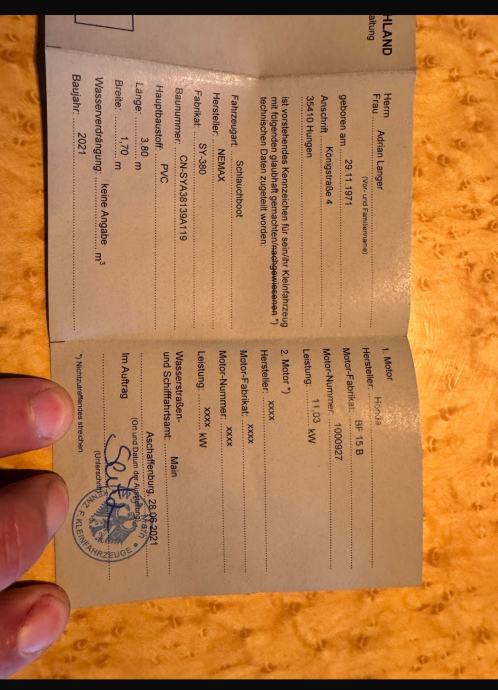 HLAND
altung
Herrn
Frau Adrian Langer
(Vor- und Familienname)
geboren am 29.11.1971
Anschrift Königstraße 4
35410 Hungen
ist vorstehendes Kennzeichen für sein/ihr Kleinfahrzeug
mit folgenden glaubhaft gemachten/nachgewiesenen *)
technischen Daten zugeteilt worden:
Fahrzeugart: Schlauchboot
Hersteller: NEMAX
Fabrikat: SY-380
Baunummer: CN-SYA38139A119
Hauptbaustoff: PVC
Länge: 3,80 m
Breite: 1,70 m
Wasserverdrängung: keine Angabe m³
Baujahr: 2021
1. Motor
Hersteller: Honda
Motor-Fabrikat: BF 15 B
Motor-Nummer: 1000927
Leistung: 11,03 kW
2. Motor *)
Hersteller: xxxx
Motor-Fabrikat: xxxx
Motor-Nummer: xxxx
Leistung: xxxx kW
Wasserstraßen-
und Schifffahrtsamt: Main
Aschaffenburg, 28.06.2021
(Ort und Datum der Ausstellung)
Im Auftrag
(Unterschrift)
KLEINFAHRZEUGE
*) Nichtzutreffendes streichen